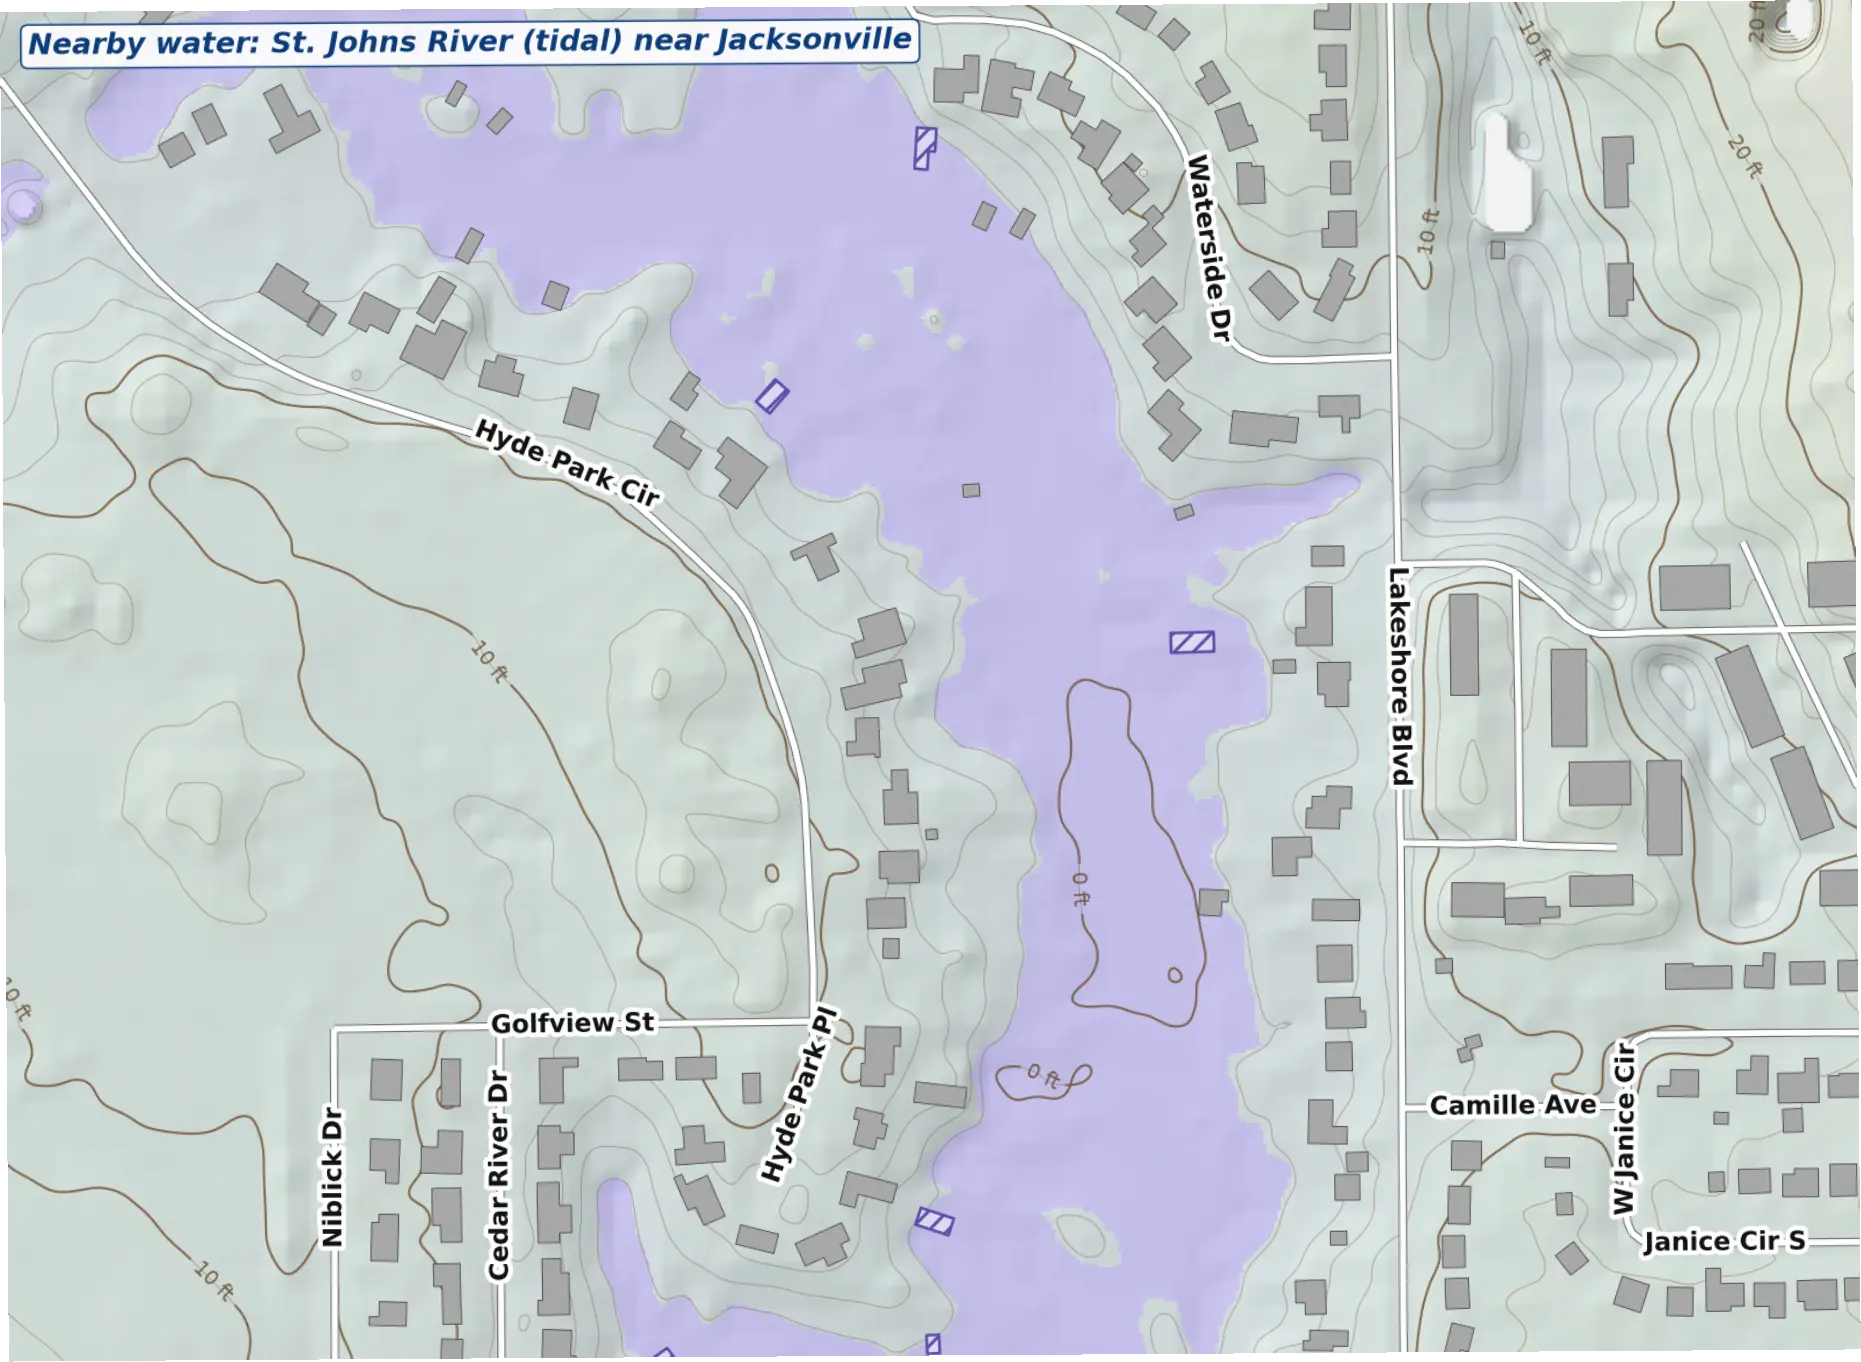 Nearby water: St. Johns River (tidal) near Jacksonville
10 ft
20 ft
20 ft
Waterside Dr
10 ft
Hyde Park Cir
Lakeshore Blvd
10 ft
0 ft
10 ft
Golfview St
Hyde Park Pl
0 ft
Niblick Dr
Cedar River Dr
Camille Ave
W Janice Cir
Janice Cir S
10 ft